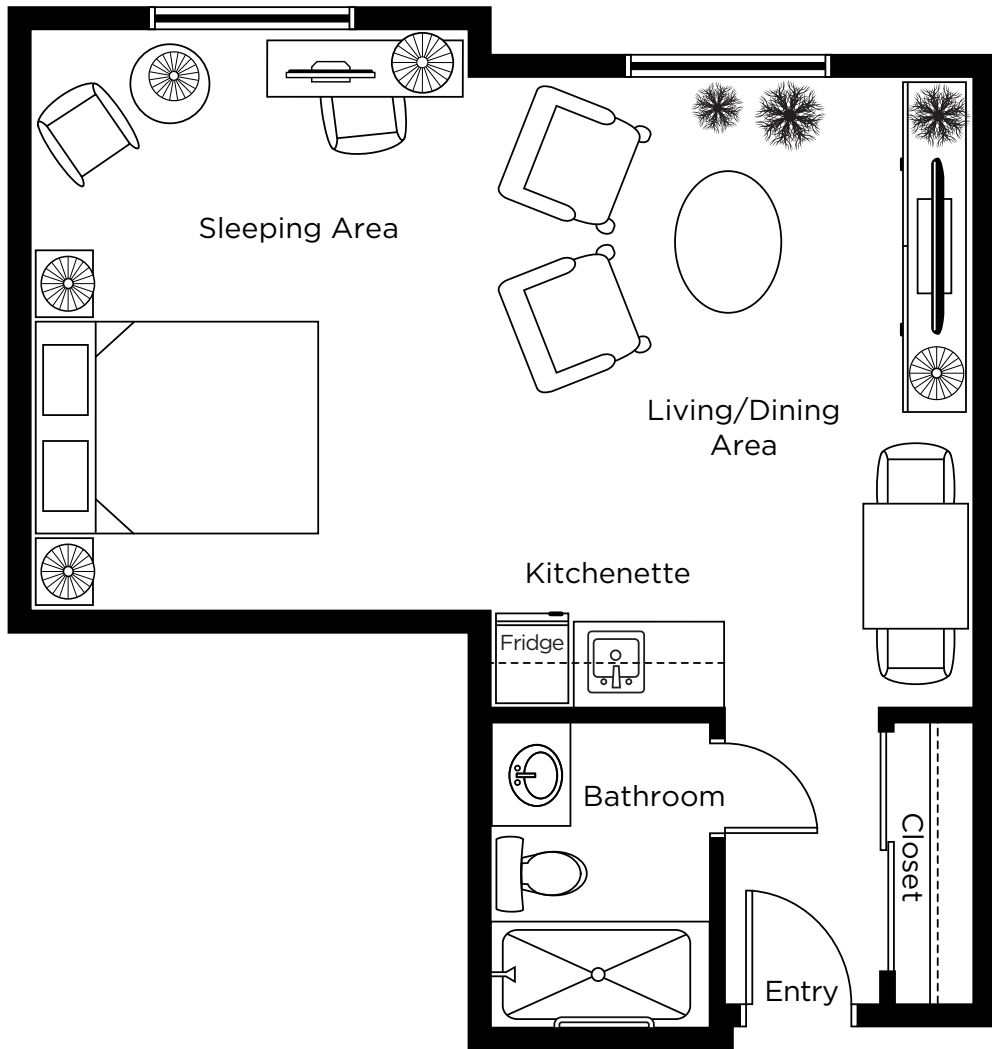 Sleeping Area
Living/Dining
Area
Kitchenette
Fridge
Bathroom
Closet
Entry